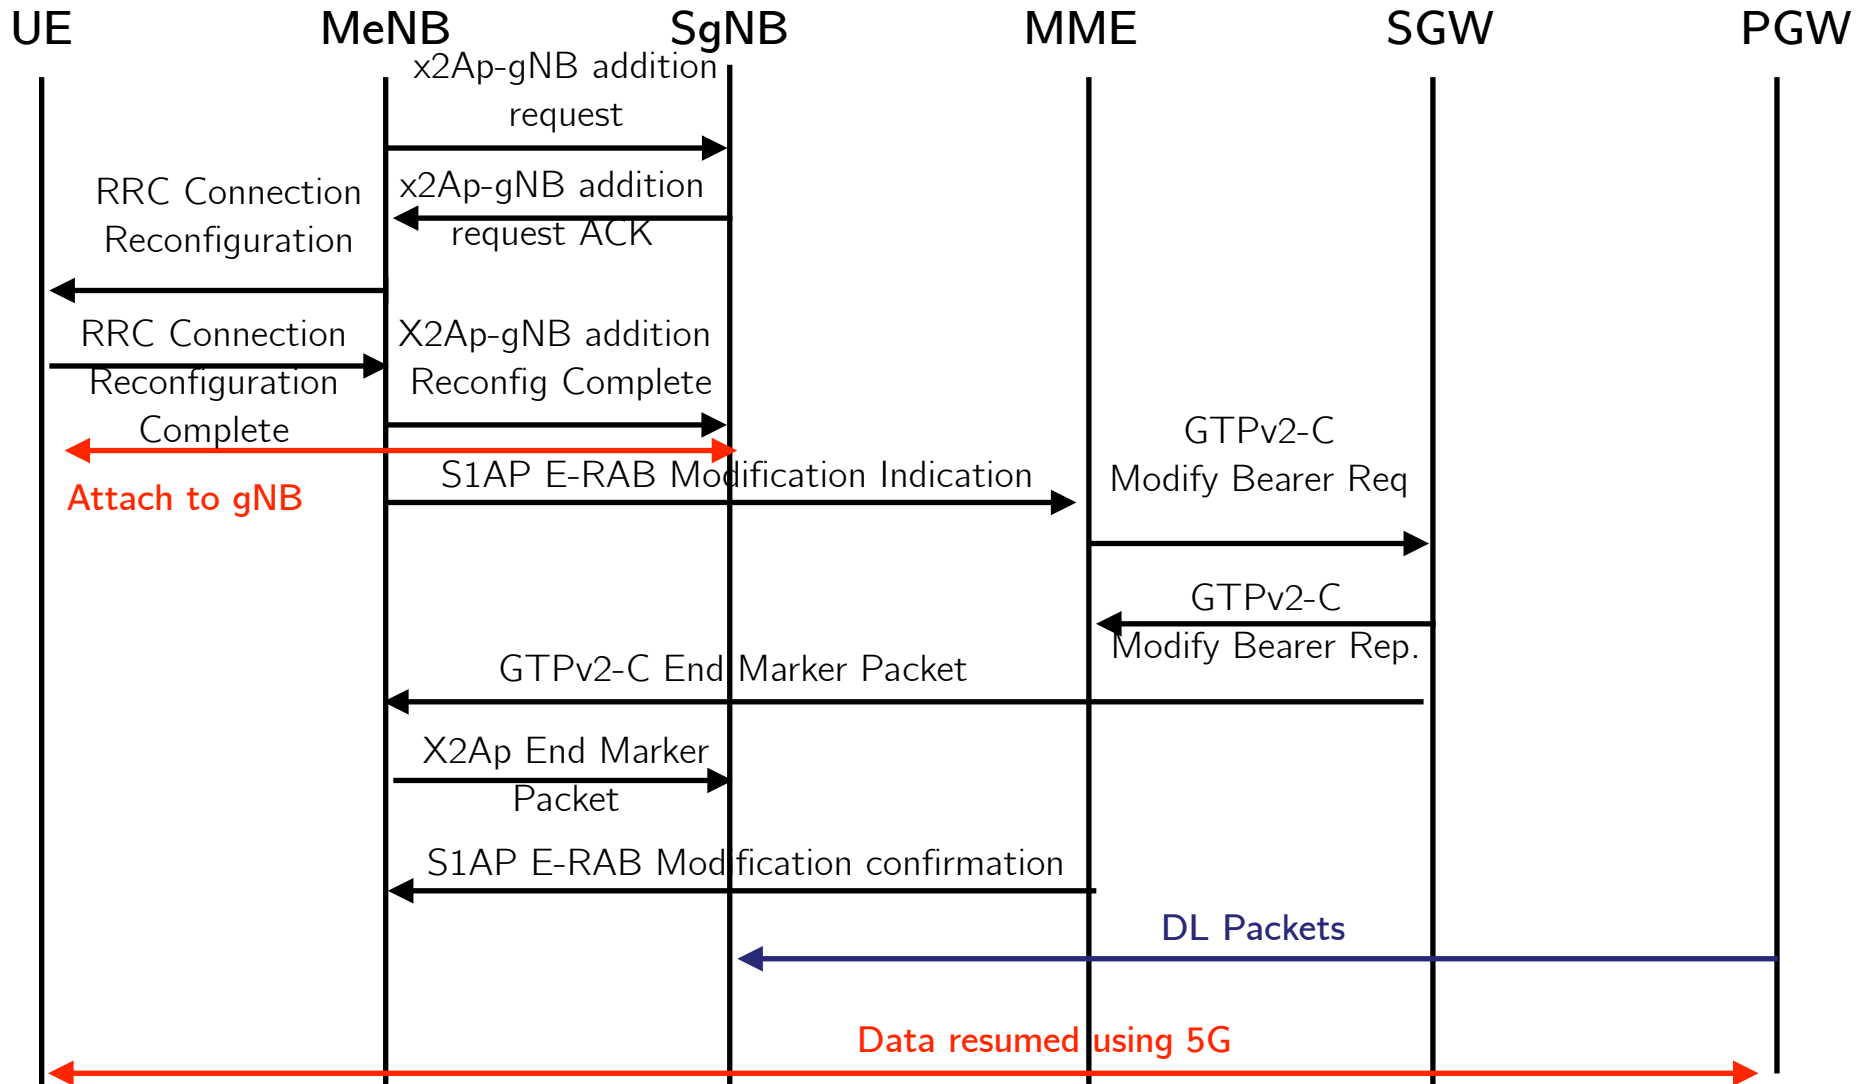 UE MeNB SgNB MME SGW PGW
x2Ap-gNB addition
request
x2Ap-gNB addition
request ACK
RRC Connection
Reconfiguration
RRC Connection
Reconfiguration
Complete
X2Ap-gNB addition
Reconfig Complete
Attach to gNB
S1AP E-RAB Modification Indication
GTPv2-C
Modify Bearer Req
GTPv2-C
Modify Bearer Rep.
GTPv2-C End Marker Packet
X2Ap End Marker
Packet
S1AP E-RAB Modification confirmation
DL Packets
Data resumed using 5G